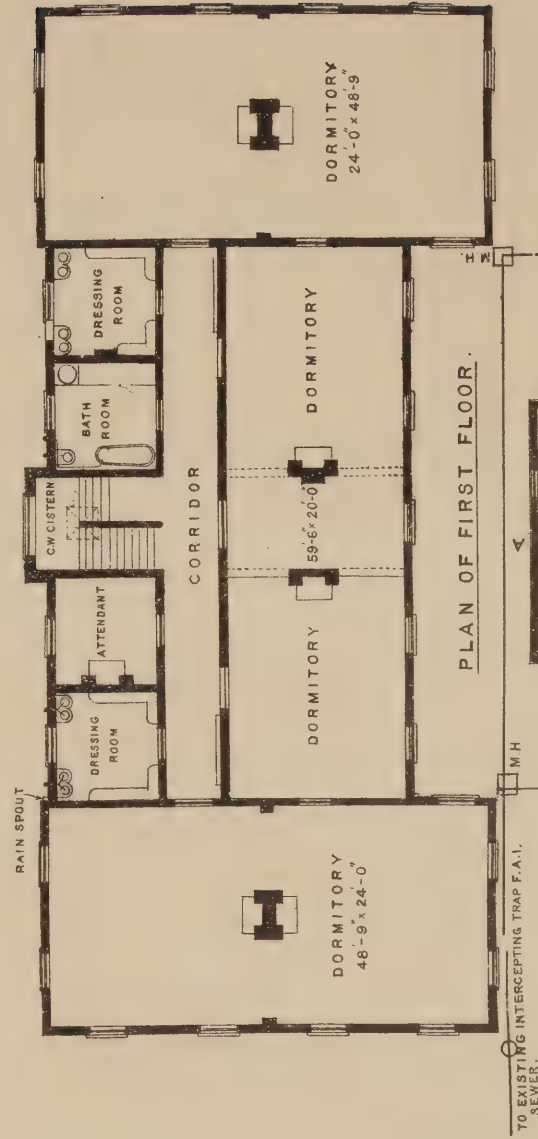 RAIN SPOUT
DRESSING
ROOM
ATTENDANT
C.W CISTERN
BATH
ROOM
DRESSING
ROOM
CORRIDOR
DORMITORY
48'-9" x 24'-0"
DORMITORY
59'-6" x 20'-0"
DORMITORY
DORMITORY
24'-0" x 48'-9"
PLAN OF FIRST FLOOR.
M.H
M.H.
A
TO EXISTING INTERCEPTING TRAP F.A.I.
SEWER.